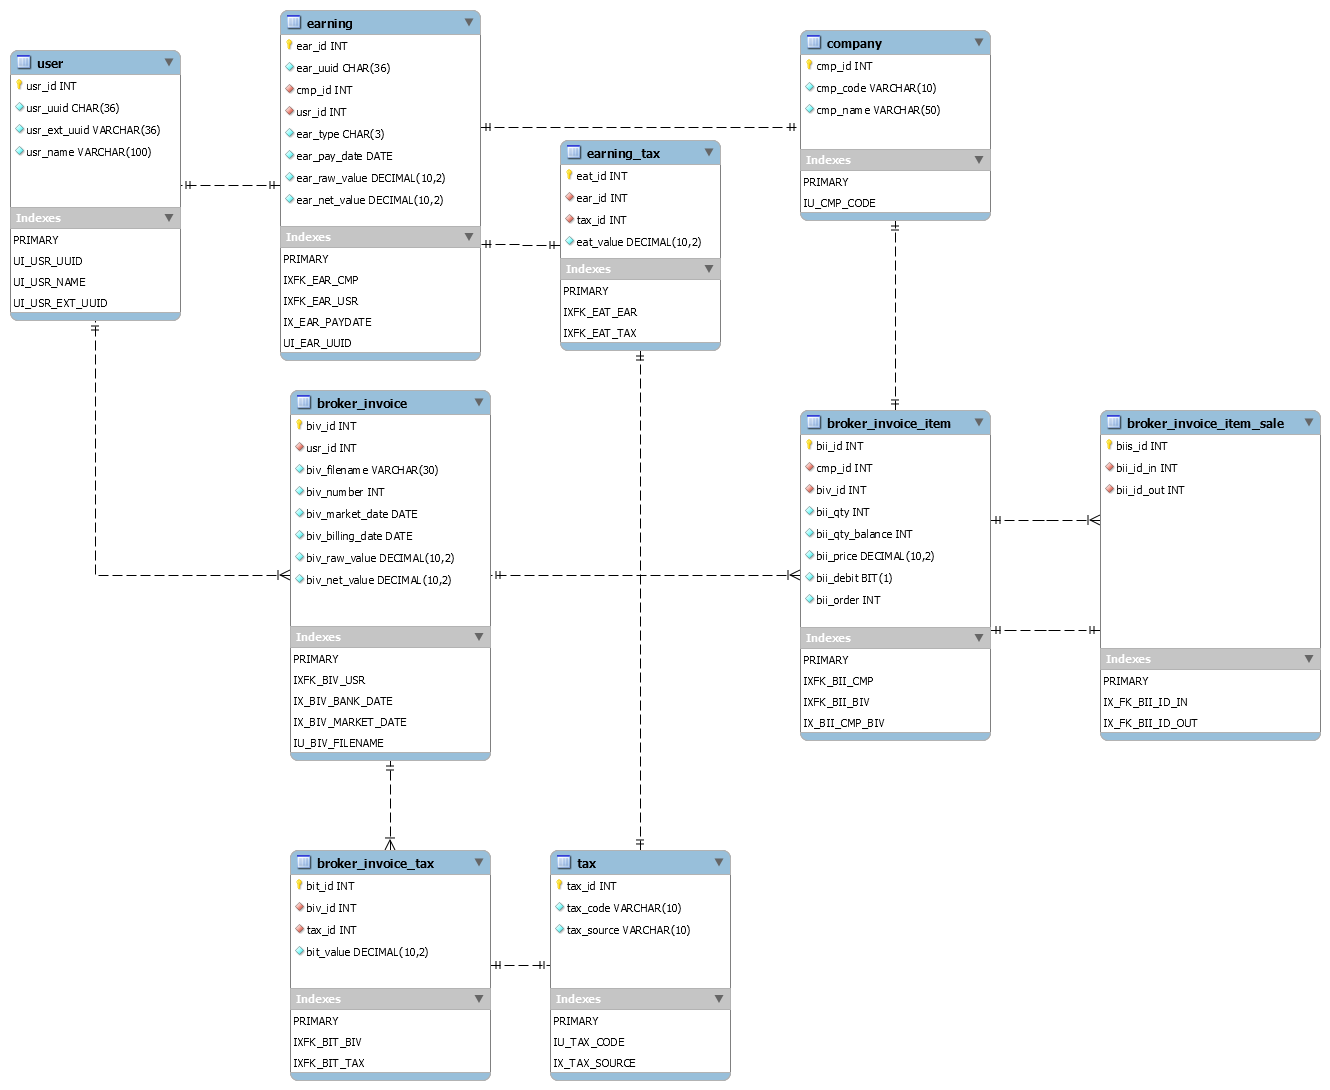 user
usr_id INT
usr_uuid CHAR(36)
usr_ext_uuid VARCHAR(36)
usr_name VARCHAR(100)
Indexes
PRIMARY
UI_USR_UUID
UI_USR_NAME
UI_USR_EXT_UUID
earning
ear_id INT
ear_uuid CHAR(36)
cmp_id INT
usr_id INT
ear_type CHAR(3)
ear_pay_date DATE
ear_raw_value DECIMAL(10,2)
ear_net_value DECIMAL(10,2)
Indexes
PRIMARY
IXFK_EAR_CMP
IXFK_EAR_USR
IX_EAR_PAYDATE
UI_EAR_UUID
earning_tax
eat_id INT
ear_id INT
tax_id INT
eat_value DECIMAL(10,2)
Indexes
PRIMARY
IXFK_EAT_EAR
IXFK_EAT_TAX
company
cmp_id INT
cmp_code VARCHAR(10)
cmp_name VARCHAR(50)
Indexes
PRIMARY
IU_CMP_CODE
broker_invoice
biv_id INT
usr_id INT
biv_filename VARCHAR(30)
biv_number INT
biv_market_date DATE
biv_billing_date DATE
biv_raw_value DECIMAL(10,2)
biv_net_value DECIMAL(10,2)
Indexes
PRIMARY
IXFK_BIV_USR
IX_BIV_BANK_DATE
IX_BIV_MARKET_DATE
IU_BIV_FILENAME
broker_invoice_item
bii_id INT
cmp_id INT
biv_id INT
bii_qty INT
bii_qty_balance INT
bii_price DECIMAL(10,2)
bii_debit BIT(1)
bii_order INT
Indexes
PRIMARY
IXFK_BII_CMP
IXFK_BII_BIV
IX_BII_CMP_BIV
broker_invoice_item_sale
biis_id INT
bii_id_in INT
bii_id_out INT
Indexes
PRIMARY
IX_FK_BII_ID_IN
IX_FK_BII_ID_OUT
broker_invoice_tax
bit_id INT
biv_id INT
tax_id INT
bit_value DECIMAL(10,2)
Indexes
PRIMARY
IXFK_BIT_BIV
IXFK_BIT_TAX
tax
tax_id INT
tax_code VARCHAR(10)
tax_source VARCHAR(10)
Indexes
PRIMARY
IU_TAX_CODE
IX_TAX_SOURCE